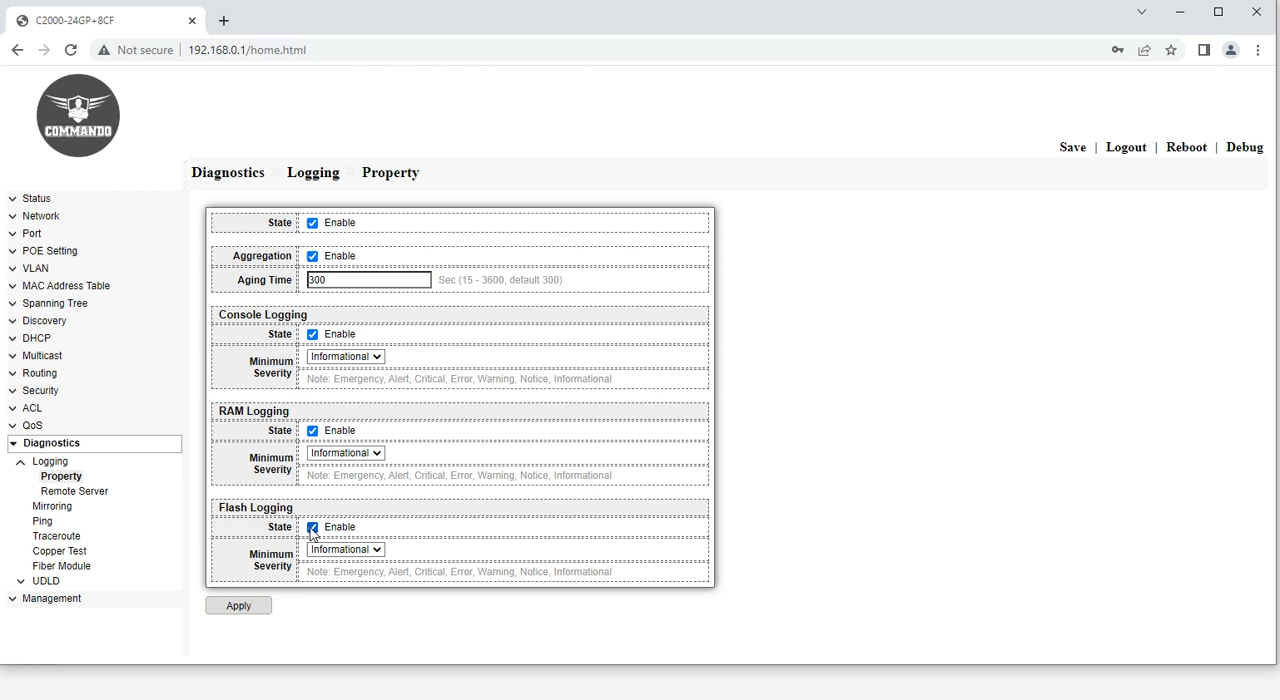 C2000-24GP+8CF
Not secure | 192.168.0.1/home.html
COMMANDO
Save | Logout | Reboot | Debug
Diagnostics Logging Property
Status
Network
Port
POE Setting
VLAN
MAC Address Table
Spanning Tree
Discovery
DHCP
Multicast
Routing
Security
ACL
QoS
Diagnostics
Logging
Property
Remote Server
Mirroring
Ping
Traceroute
Copper Test
Fiber Module
UDLD
Management
State Enable
Aggregation Enable
Aging Time 300 Sec (15 - 3600, default 300)
Console Logging
State Enable
Minimum Severity Informational
Note: Emergency, Alert, Critical, Error, Warning, Notice, Informational
RAM Logging
State Enable
Minimum Severity Informational
Note: Emergency, Alert, Critical, Error, Warning, Notice, Informational
Flash Logging
State Enable
Minimum Severity Informational
Note: Emergency, Alert, Critical, Error, Warning, Notice, Informational
Apply